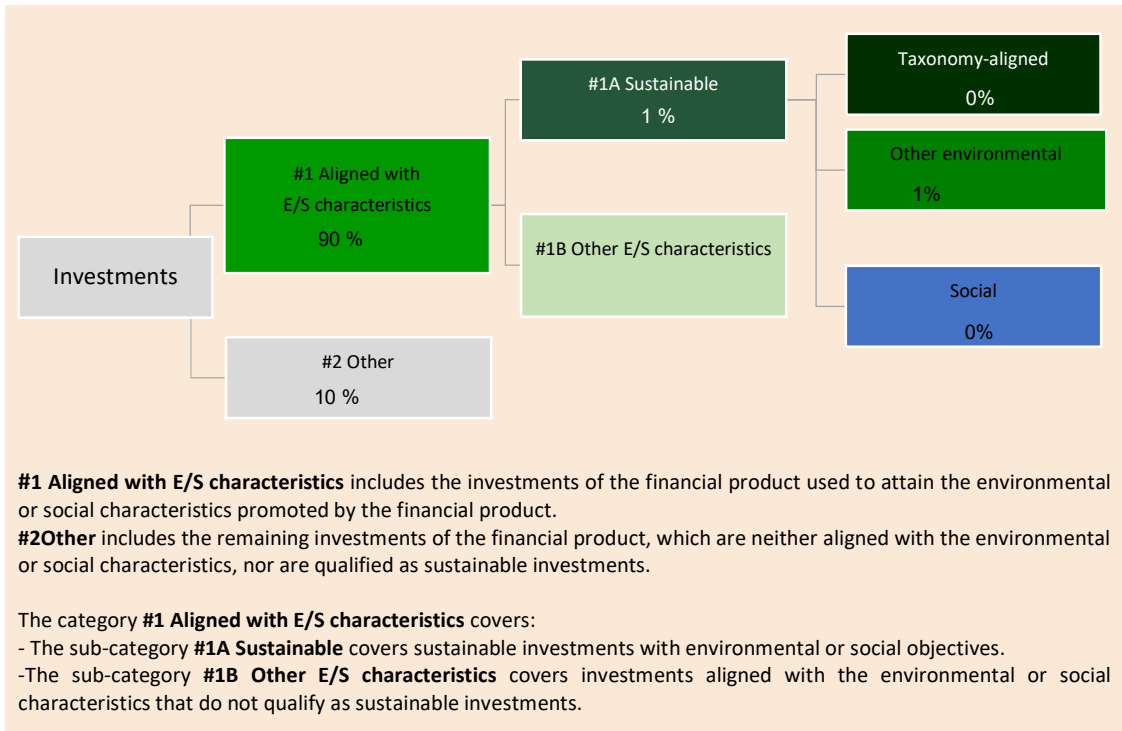 Investments
#1 Aligned with
E/S characteristics
90 %
#2 Other
10 %
#1A Sustainable
1 %
#1B Other E/S characteristics
Taxonomy-aligned
0%
Other environmental
1%
Social
0%
#1 Aligned with E/S characteristics includes the investments of the financial product used to attain the environmental
or social characteristics promoted by the financial product.
#2Other includes the remaining investments of the financial product, which are neither aligned with the environmental
or social characteristics, nor are qualified as sustainable investments.
The category #1 Aligned with E/S characteristics covers:
- The sub-category #1A Sustainable covers sustainable investments with environmental or social objectives.
-The sub-category #1B Other E/S characteristics covers investments aligned with the environmental or social
characteristics that do not qualify as sustainable investments.